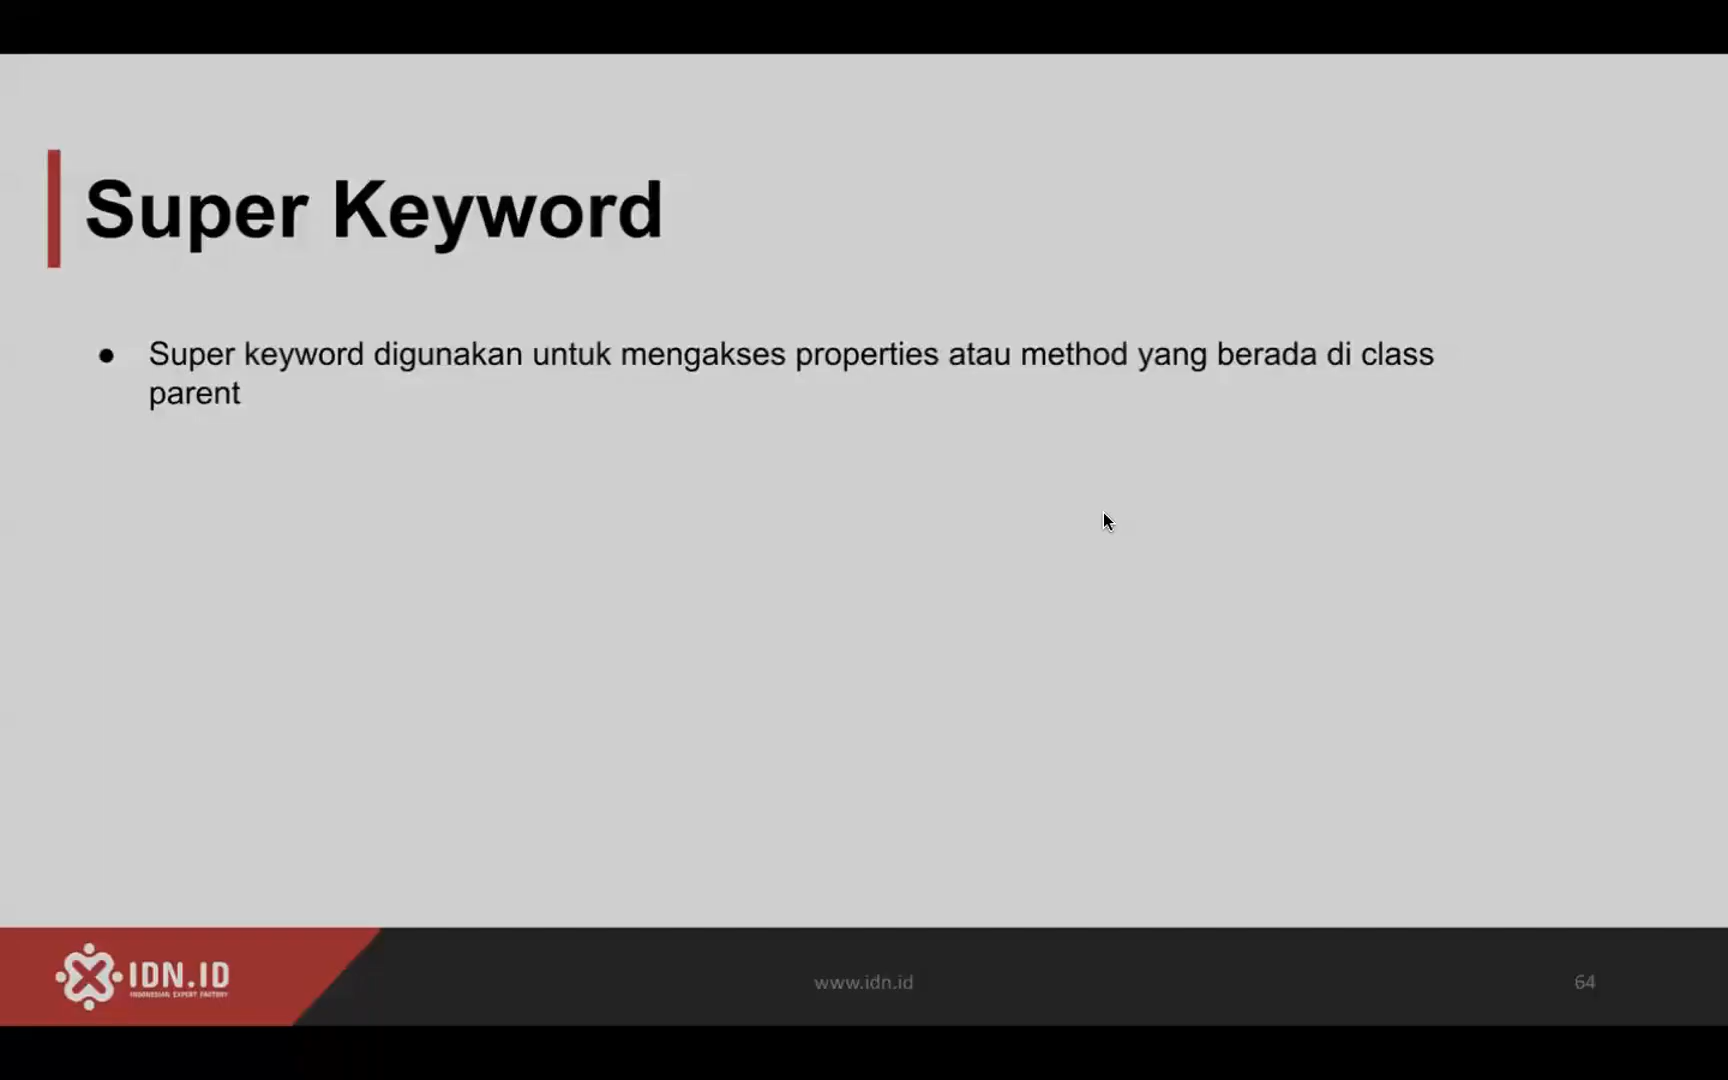 Super Keyword
● Super keyword digunakan untuk mengakses properties atau method yang berada di class
parent
IDN.ID
INDONESIAN EXPERT FACTORY
www.idn.id
64